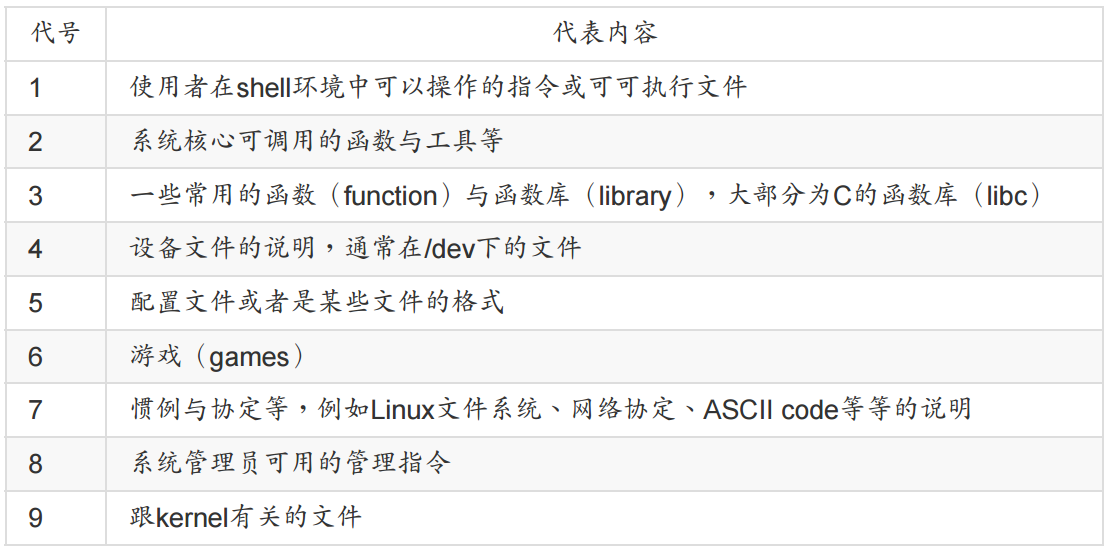 代号 代表内容
1 使用者在shell环境中可以操作的指令或可可执行文件
2 系统核心可调用的函数与工具等
3 一些常用的函数（function）与函数库（library），大部分为C的函数库（libc）
4 设备文件的说明，通常在/dev下的文件
5 配置文件或者是某些文件的格式
6 游戏（games）
7 惯例与协定等，例如Linux文件系统、网络协定、ASCII code等等的说明
8 系统管理员可用的管理指令
9 跟kernel有关的文件